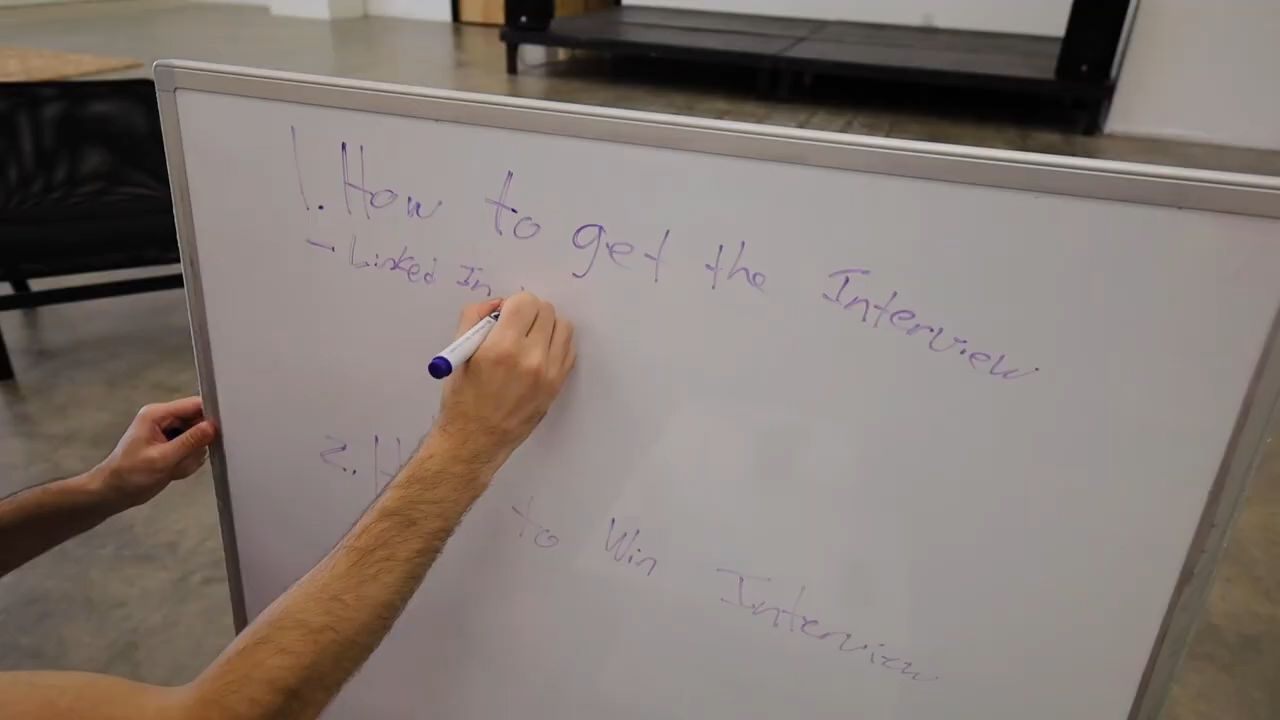 1. How to get the Interview
- Linked In
2. H to Win Interview